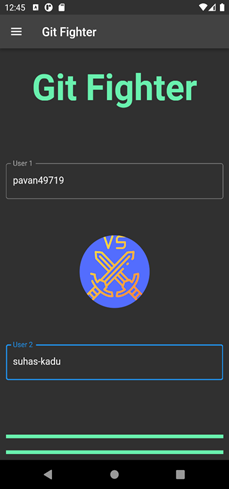 12:45
Git Fighter
Git Fighter
User 1
pavan49719
VS
User 2
suhas-kadu